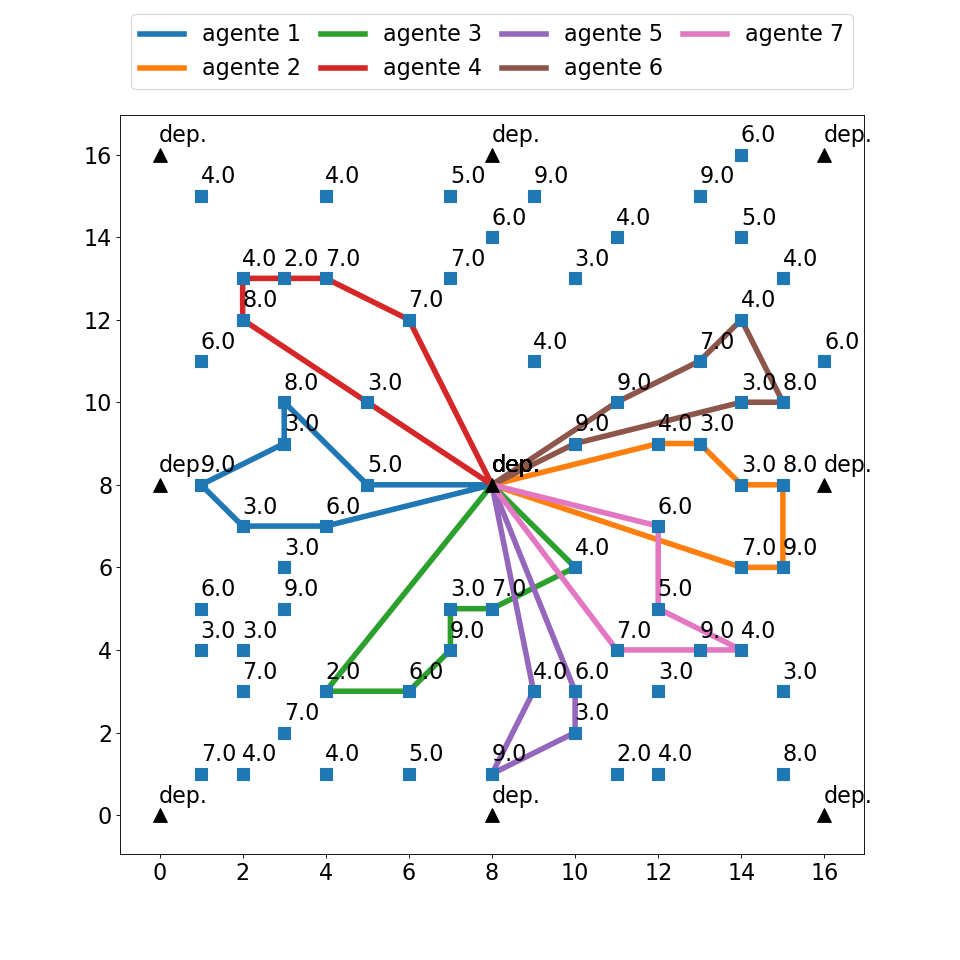 agente 1 agente 3 agente 5 agente 7
agente 2 agente 4 agente 6
dep. dep. 6.0 dep.
16
4.0 4.0 5.0 9.0 9.0
6.0 4.0 5.0
14
4.0 2.0 7.0 7.0 3.0 4.0
8.0 7.0 4.0
12
6.0 4.0 7.0 6.0
8.0 3.0 9.0 3.0 8.0
10
3.0 9.0 4.0 3.0
dep. 9.0 5.0 dep. 3.0 8.0 dep.
8
3.0 6.0 6.0
3.0 4.0 7.0 9.0
6
6.0 9.0 3.0 7.0 5.0
3.0 3.0 9.0 7.0 9.0 4.0
4
7.0 2.0 6.0 4.0 6.0 3.0 3.0
7.0 3.0
2
7.0 4.0 4.0 5.0 9.0 2.0 4.0 8.0
dep. dep. dep.
0
0 2 4 6 8 10 12 14 16